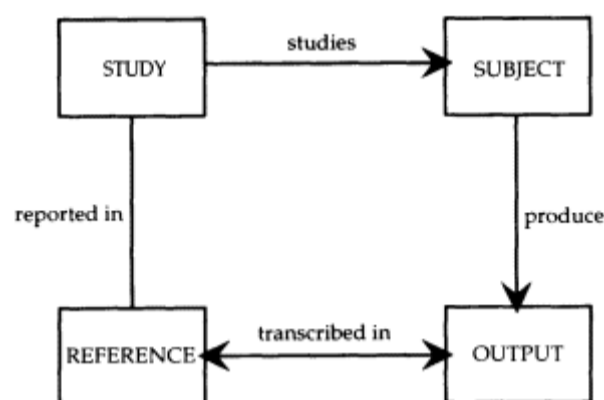 studies
STUDY
SUBJECT
reported in
produce
transcribed in
REFERENCE
OUTPUT